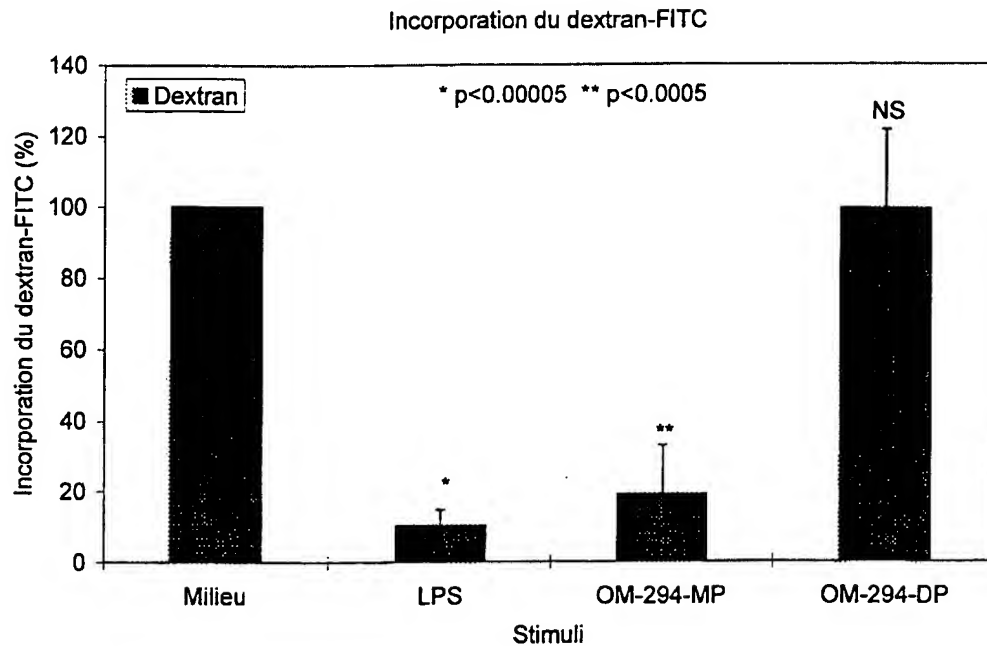 Incorporation du dextran-FITC
Incorporation du dextran-FITC (%)
140
120
100
80
60
40
20
0
Dextran
* p<0.00005 ** p<0.0005
*
**
NS
Milieu
LPS
OM-294-MP
OM-294-DP
Stimuli